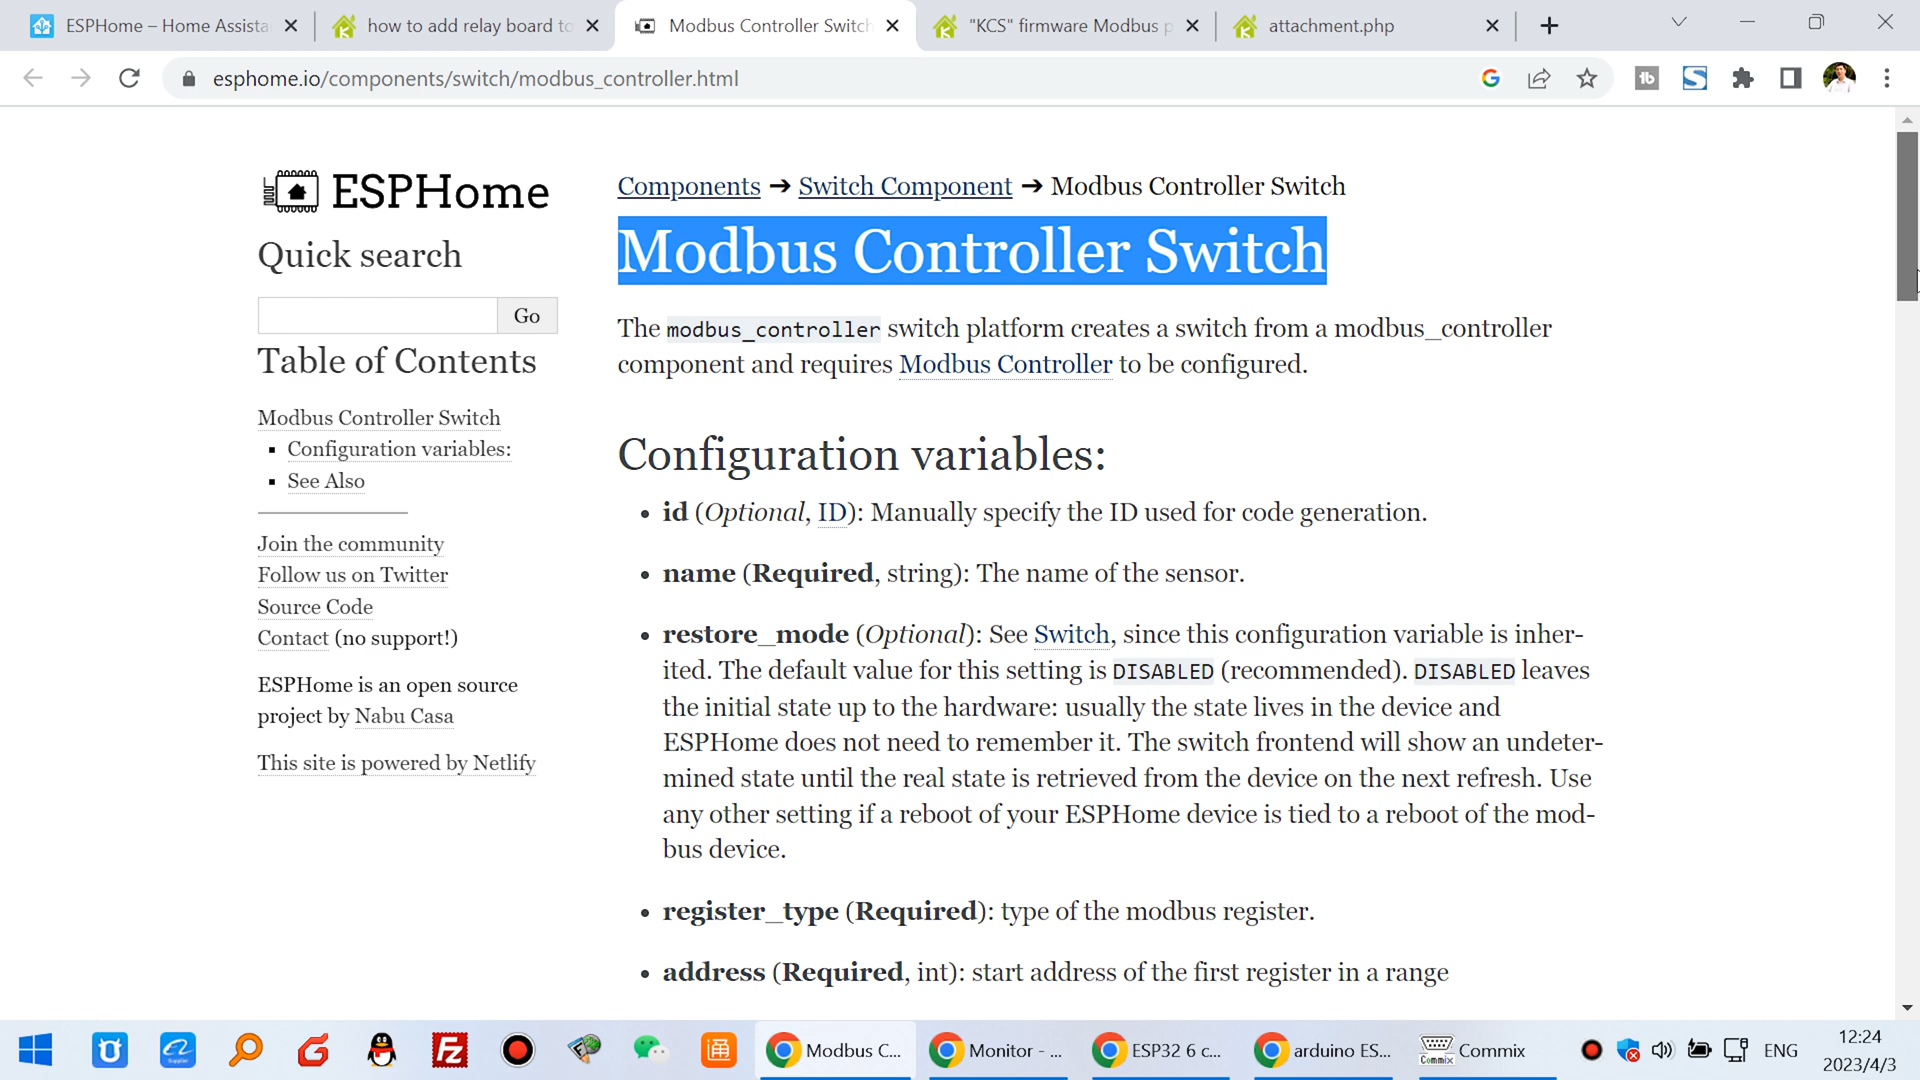 ESPHome – Home Assista
how to add relay board to
Modbus Controller Switch
"KCS" firmware Modbus p
attachment.php
esphome.io/components/switch/modbus_controller.html
ESPHome
Quick search
Go
Table of Contents
Modbus Controller Switch
Configuration variables:
See Also
Join the community
Follow us on Twitter
Source Code
Contact (no support!)
ESPHome is an open source
project by Nabu Casa
This site is powered by Netlify
Components ➔ Switch Component ➔ Modbus Controller Switch
Modbus Controller Switch
The modbus_controller switch platform creates a switch from a modbus_controller
component and requires Modbus Controller to be configured.
Configuration variables:
• id (Optional, ID): Manually specify the ID used for code generation.
• name (Required, string): The name of the sensor.
• restore_mode (Optional): See Switch, since this configuration variable is inher-
ited. The default value for this setting is DISABLED (recommended). DISABLED leaves
the initial state up to the hardware: usually the state lives in the device and
ESPHome does not need to remember it. The switch frontend will show an undeter-
mined state until the real state is retrieved from the device on the next refresh. Use
any other setting if a reboot of your ESPHome device is tied to a reboot of the mod-
bus device.
• register_type (Required): type of the modbus register.
• address (Required, int): start address of the first register in a range
通
Modbus C...
Monitor - ...
ESP32 6 c...
arduino ES...
Commix
Commix
ENG
12:24
2023/4/3